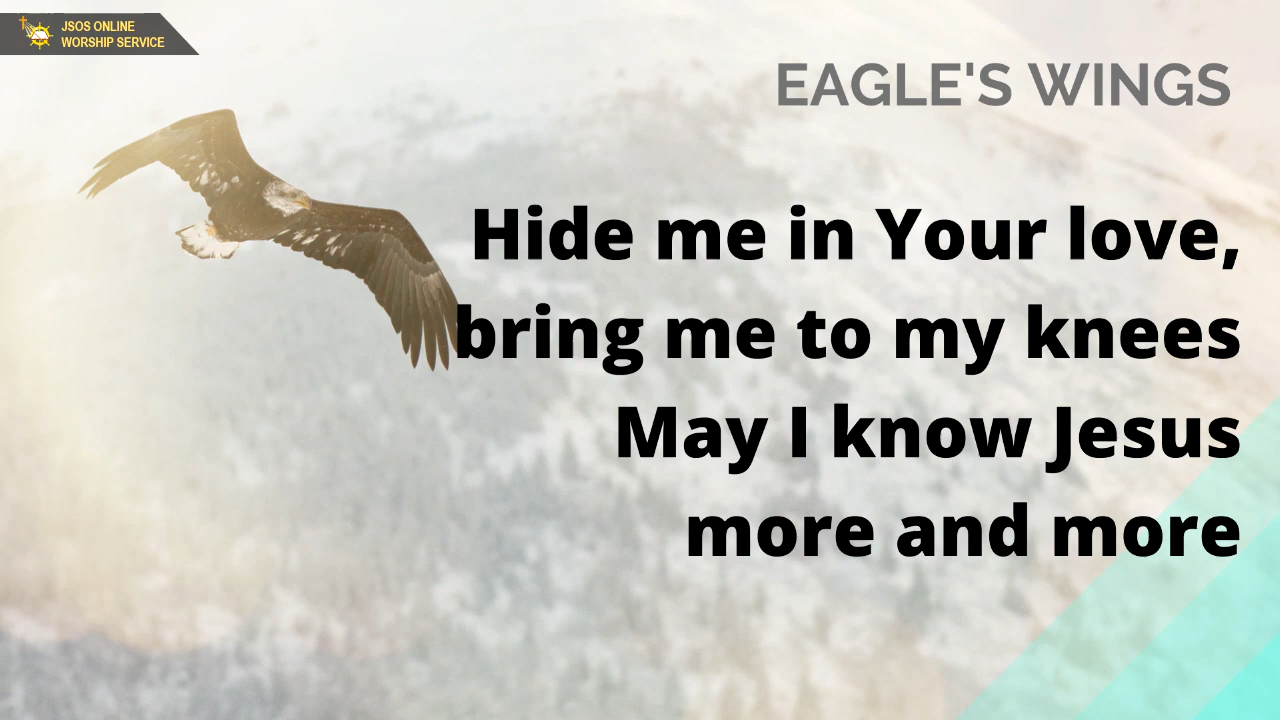 JSOS ONLINE
WORSHIP SERVICE
EAGLE'S WINGS
Hide me in Your love,
bring me to my knees
May I know Jesus
more and more